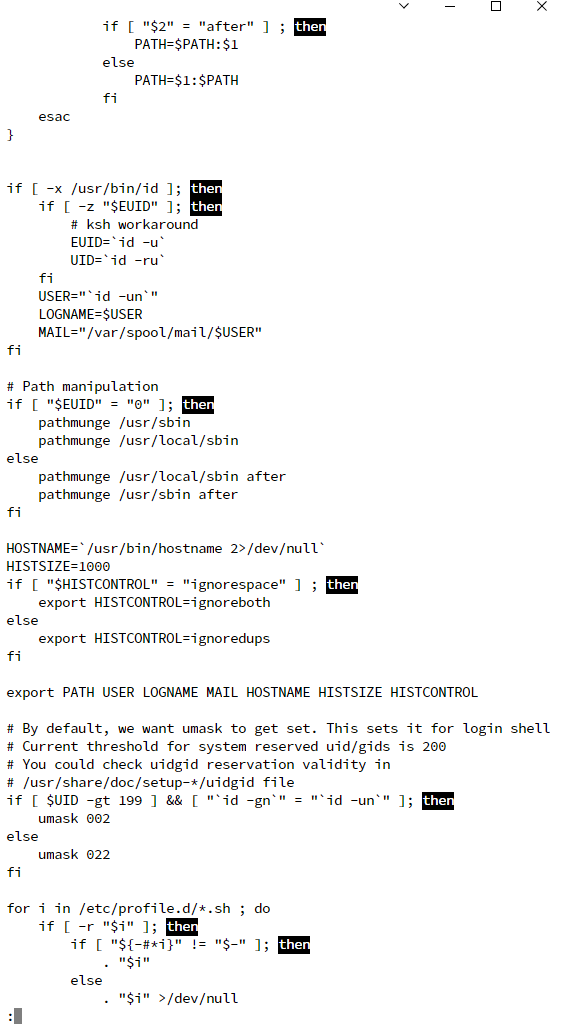 if [ "$2" = "after" ] ; then
                PATH=$PATH:$1
            else
                PATH=$1:$PATH
            fi
    esac
}
if [ -x /usr/bin/id ]; then
    if [ -z "$EUID" ]; then
        # ksh workaround
        EUID=`id -u`
        UID=`id -ru`
    fi
    USER="`id -un`"
    LOGNAME=$USER
    MAIL="/var/spool/mail/$USER"
fi
# Path manipulation
if [ "$EUID" = "0" ]; then
    pathmunge /usr/sbin
    pathmunge /usr/local/sbin
else
    pathmunge /usr/local/sbin after
    pathmunge /usr/sbin after
fi
HOSTNAME=`/usr/bin/hostname 2>/dev/null`
HISTSIZE=1000
if [ "$HISTCONTROL" = "ignorespace" ] ; then
    export HISTCONTROL=ignoreboth
else
    export HISTCONTROL=ignoredups
fi
export PATH USER LOGNAME MAIL HOSTNAME HISTSIZE HISTCONTROL
# By default, we want umask to get set. This sets it for login shell
# Current threshold for system reserved uid/gids is 200
# You could check uidgid reservation validity in
# /usr/share/doc/setup-*/uidgid file
if [ $UID -gt 199 ] && [ "`id -gn`" = "`id -un`" ]; then
    umask 002
else
    umask 022
fi
for i in /etc/profile.d/*.sh ; do
    if [ -r "$i" ]; then
        if [ "${-#*i}" != "$-" ]; then
            . "$i"
        else
            . "$i" >/dev/null
: